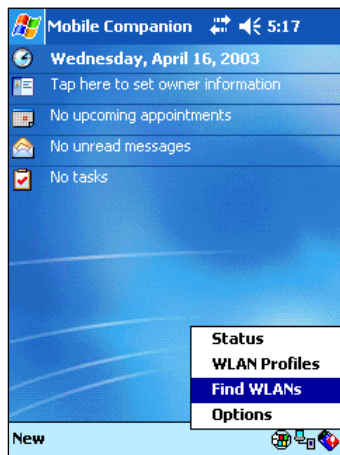 Mobile Companion 5:17
Wednesday, April 16, 2003
Tap here to set owner information
No upcoming appointments
No unread messages
No tasks
Status
WLAN Profiles
Find WLANs
Options
New